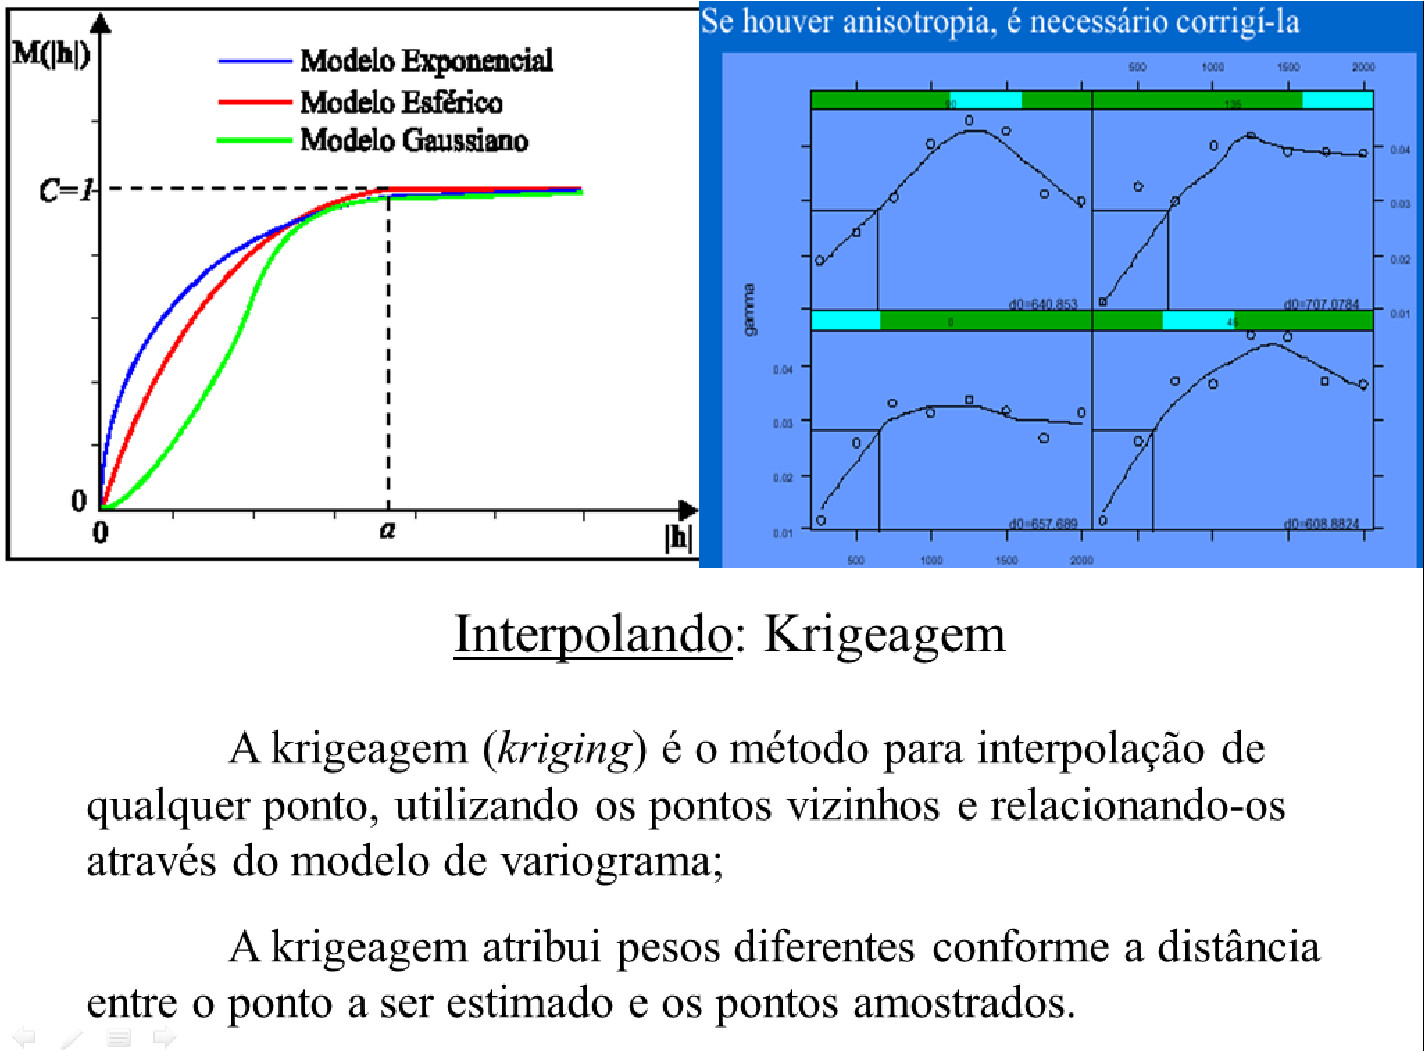 M(|h|)
Modelo Exponencial
Modelo Esférico
Modelo Gaussiano
C=1
0
0
a
|h|
Se houver anisotropia, é necessário corrigí-la
500 1000 1500 2000
90 135
0.04
0.03
0.02
0.01
d0=640.853 d0=707.0784
gamma
0 45
0.04
0.03
0.02
0.01
d0=657.689 d0=608.8824
500 1000 1500 2000
Interpolando: Krigeagem
A krigeagem (kriging) é o método para interpolação de
qualquer ponto, utilizando os pontos vizinhos e relacionando-os
através do modelo de variograma;
A krigeagem atribui pesos diferentes conforme a distância
entre o ponto a ser estimado e os pontos amostrados.